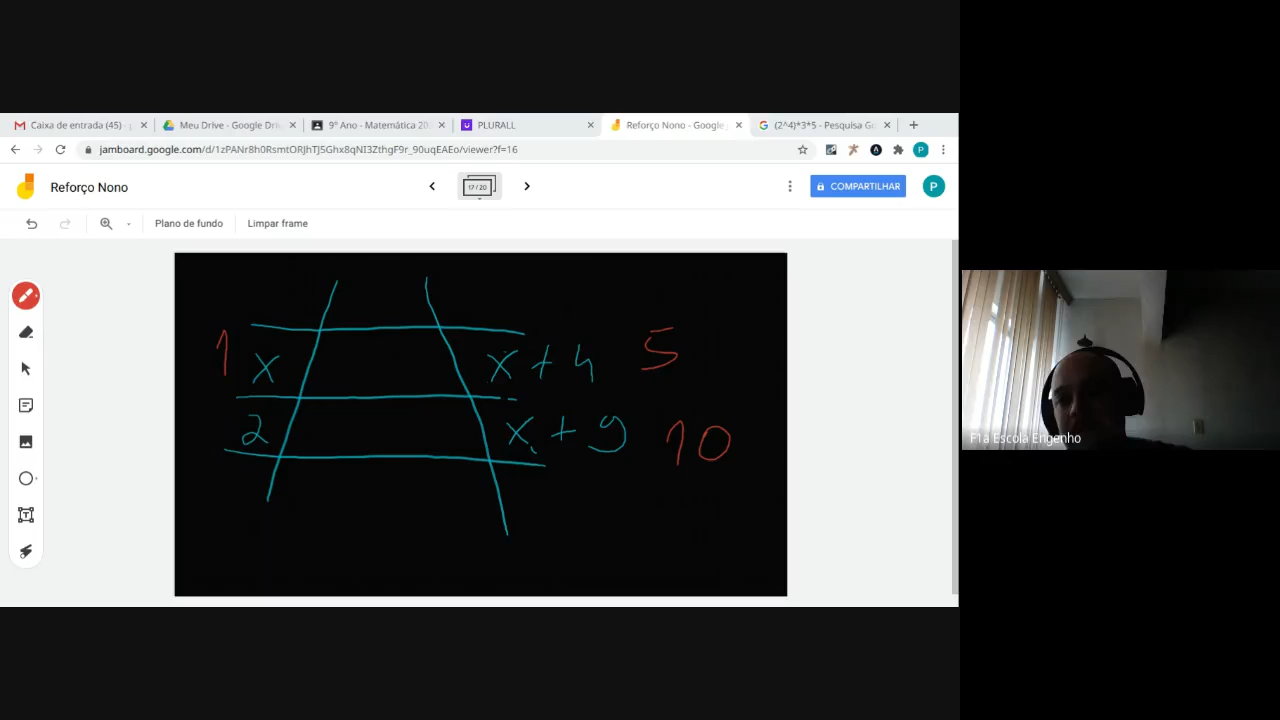 Caixa de entrada (45) -
Meu Drive - Google Dri
9º Ano - Matemática 20
PLURALL
Reforço Nono - Google
(2^4)*3*5 - Pesquisa Go
jamboard.google.com/d/1zPANr8h0RsmtORJhTJ5Ghx8qNI3ZthgF9r_90uqEAEo/viewer?f=16
P
Reforço Nono
17 / 20
COMPARTILHAR
P
Plano de fundo
Limpar frame
1 x x + 4 5
2 x + 9 10
F1a Escola Engenho